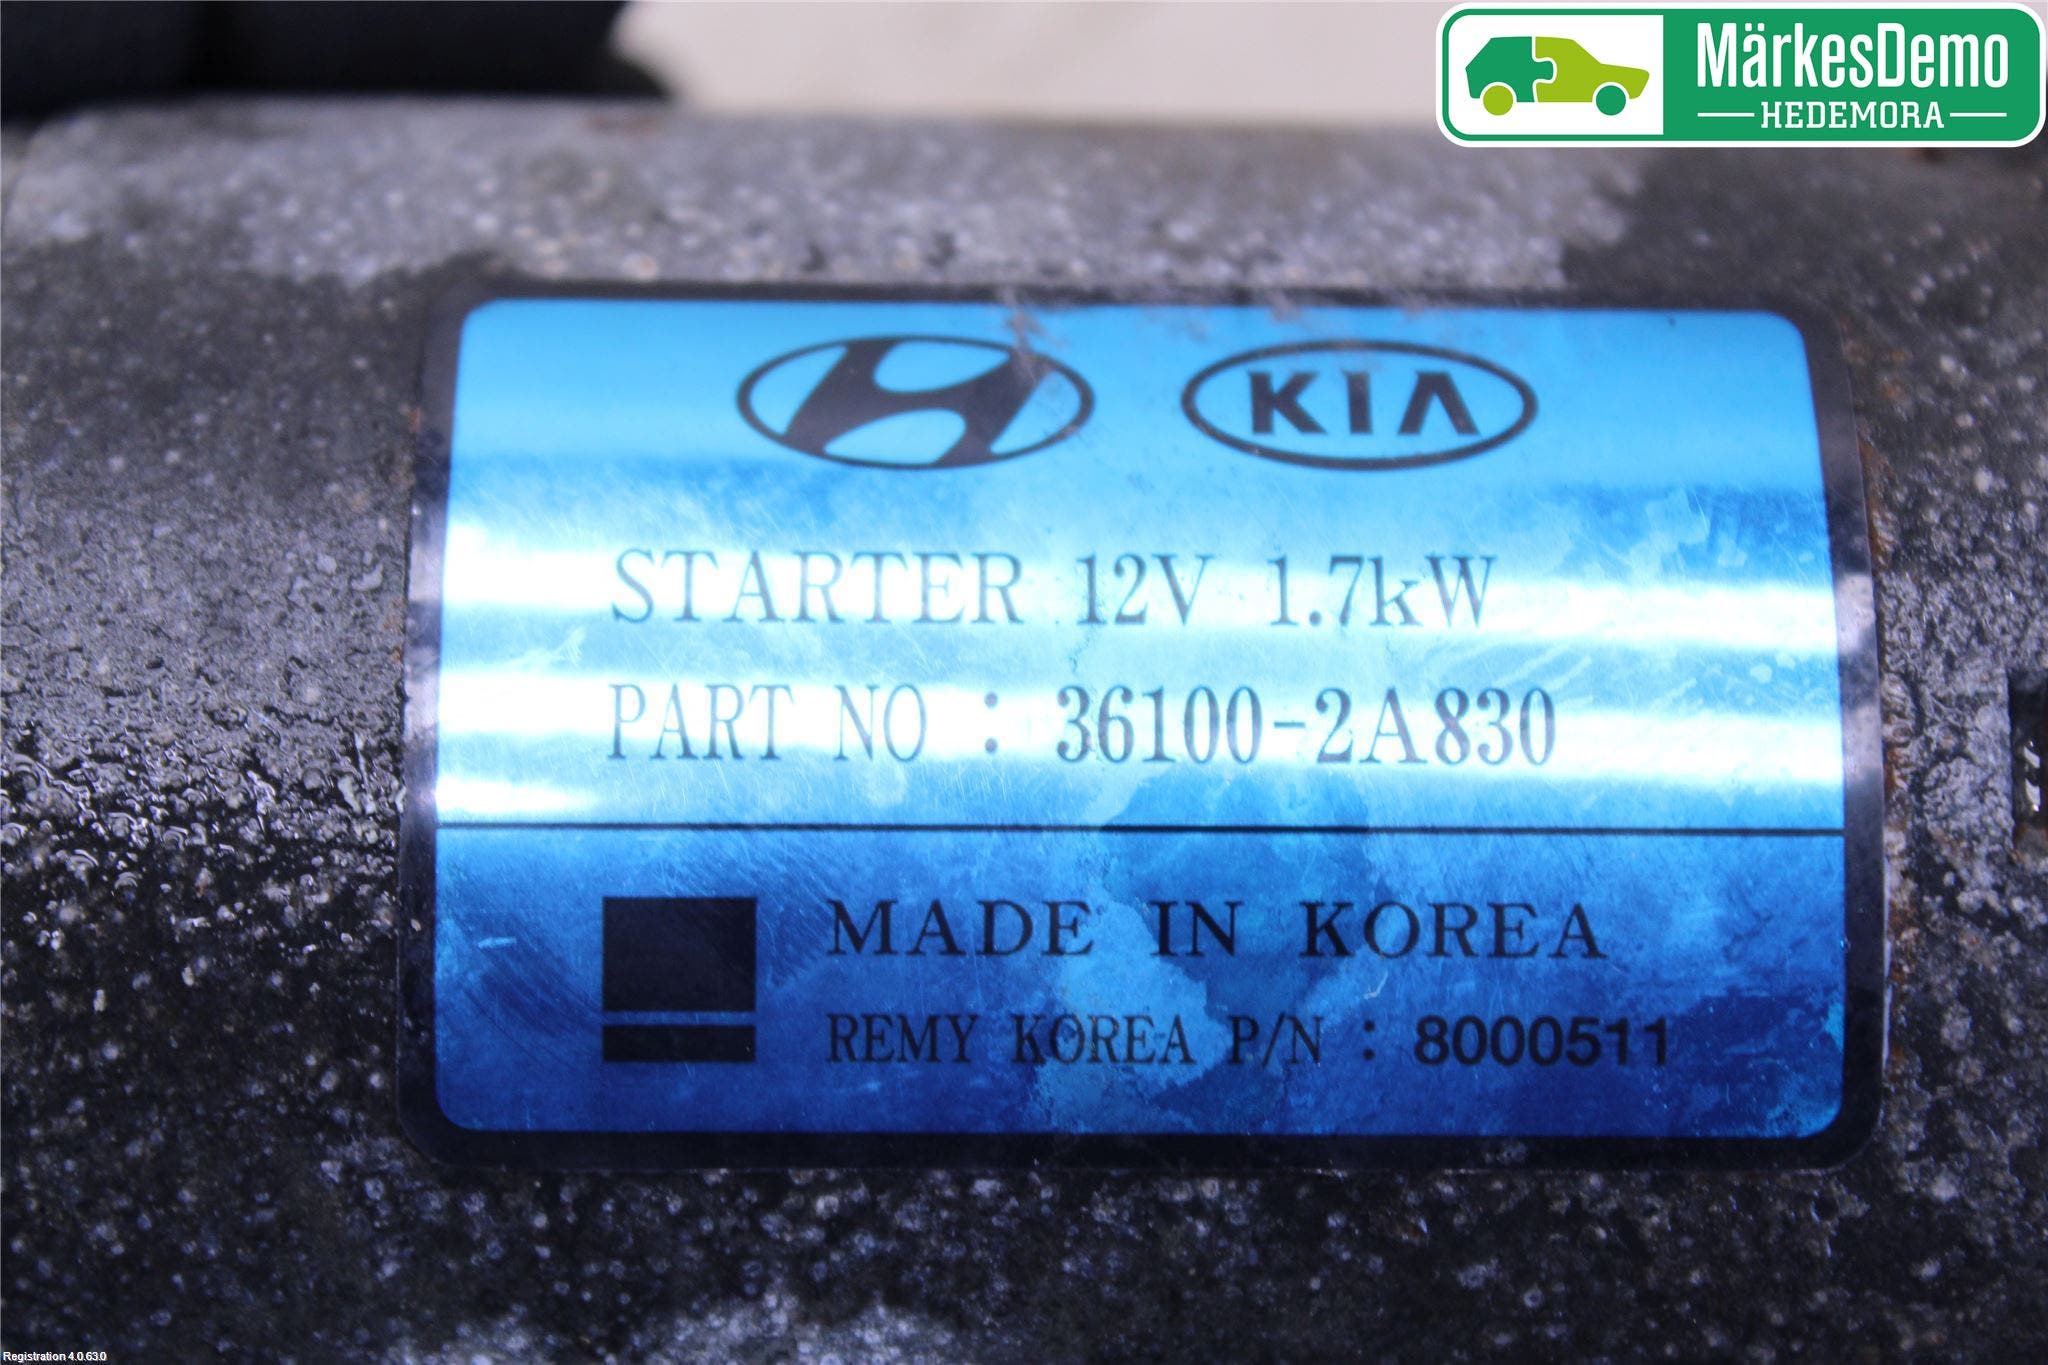 MärkesDemo
HEDEMORA
KIA
STARTER 12V 1.7kW
PART NO : 36100-2A830
MADE IN KOREA
REMY KOREA P/N : 8000511
Registration 4.0.63.0